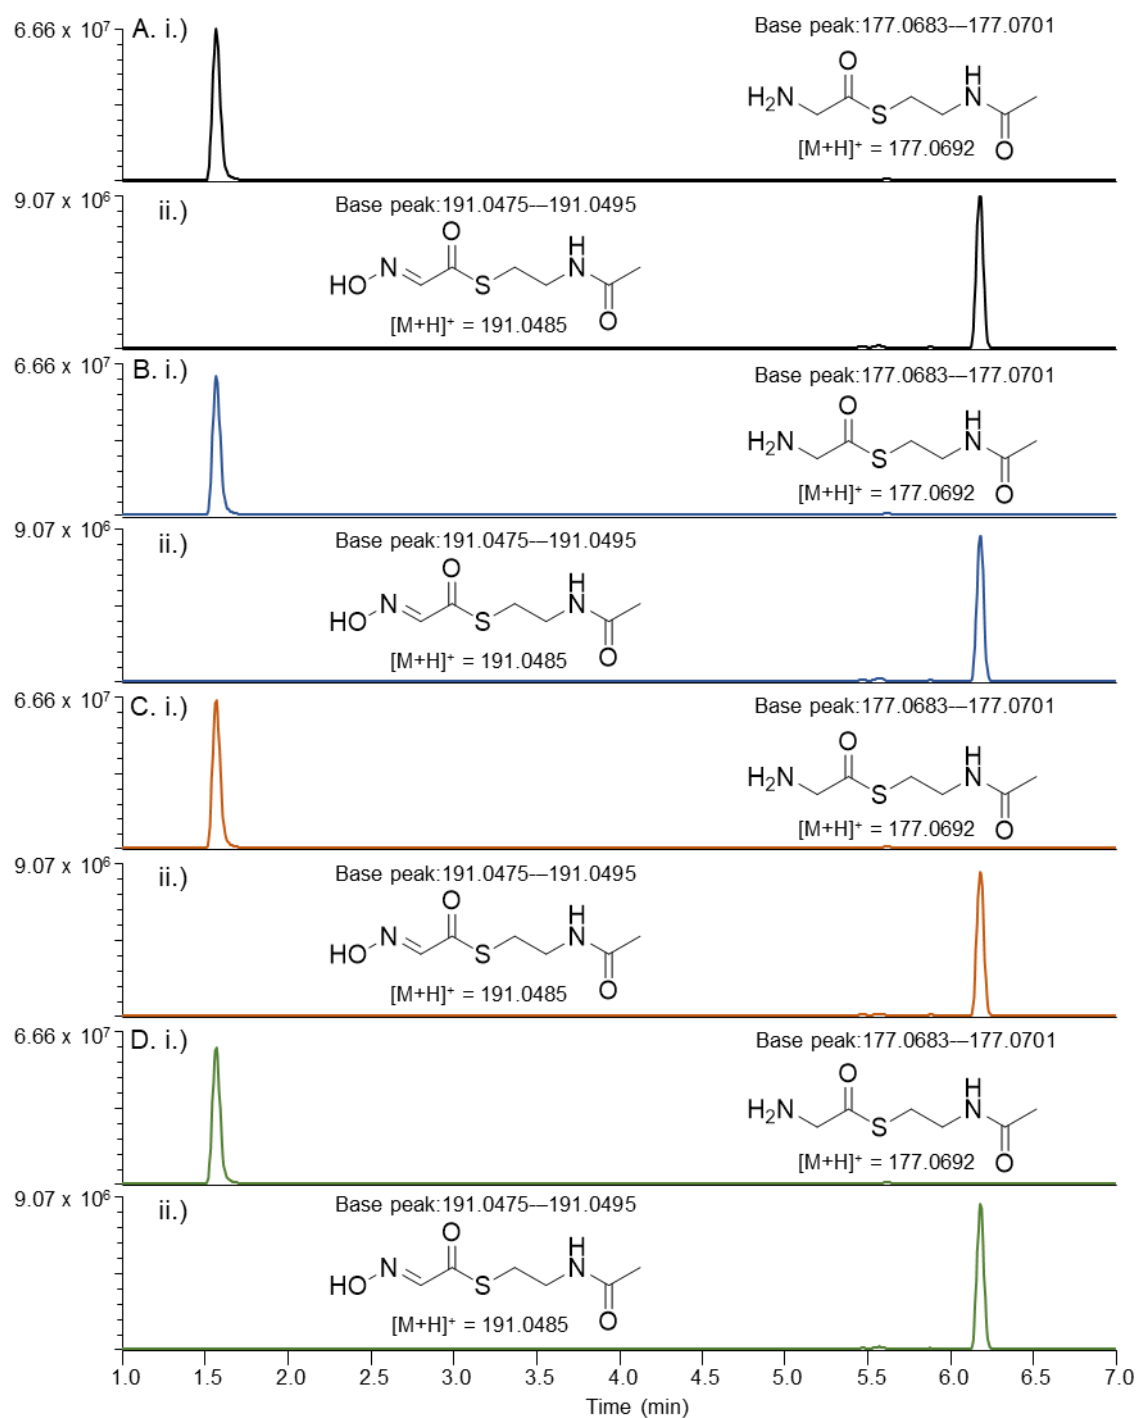 6.66 x 10⁷
A. i.)
Base peak:177.0683-–177.0701
H₂N
O
S
H
N
O
[M+H]⁺ = 177.0692
9.07 x 10⁶
ii.)
Base peak:191.0475-–191.0495
HO
N
O
S
H
N
O
[M+H]⁺ = 191.0485
6.66 x 10⁷
B. i.)
Base peak:177.0683-–177.0701
H₂N
O
S
H
N
O
[M+H]⁺ = 177.0692
9.07 x 10⁶
ii.)
Base peak:191.0475-–191.0495
HO
N
O
S
H
N
O
[M+H]⁺ = 191.0485
6.66 x 10⁷
C. i.)
Base peak:177.0683-–177.0701
H₂N
O
S
H
N
O
[M+H]⁺ = 177.0692
9.07 x 10⁶
ii.)
Base peak:191.0475-–191.0495
HO
N
O
S
H
N
O
[M+H]⁺ = 191.0485
6.66 x 10⁷
D. i.)
Base peak:177.0683-–177.0701
H₂N
O
S
H
N
O
[M+H]⁺ = 177.0692
9.07 x 10⁶
ii.)
Base peak:191.0475-–191.0495
HO
N
O
S
H
N
O
[M+H]⁺ = 191.0485
1.0 1.5 2.0 2.5 3.0 3.5 4.0 4.5 5.0 5.5 6.0 6.5 7.0
Time (min)